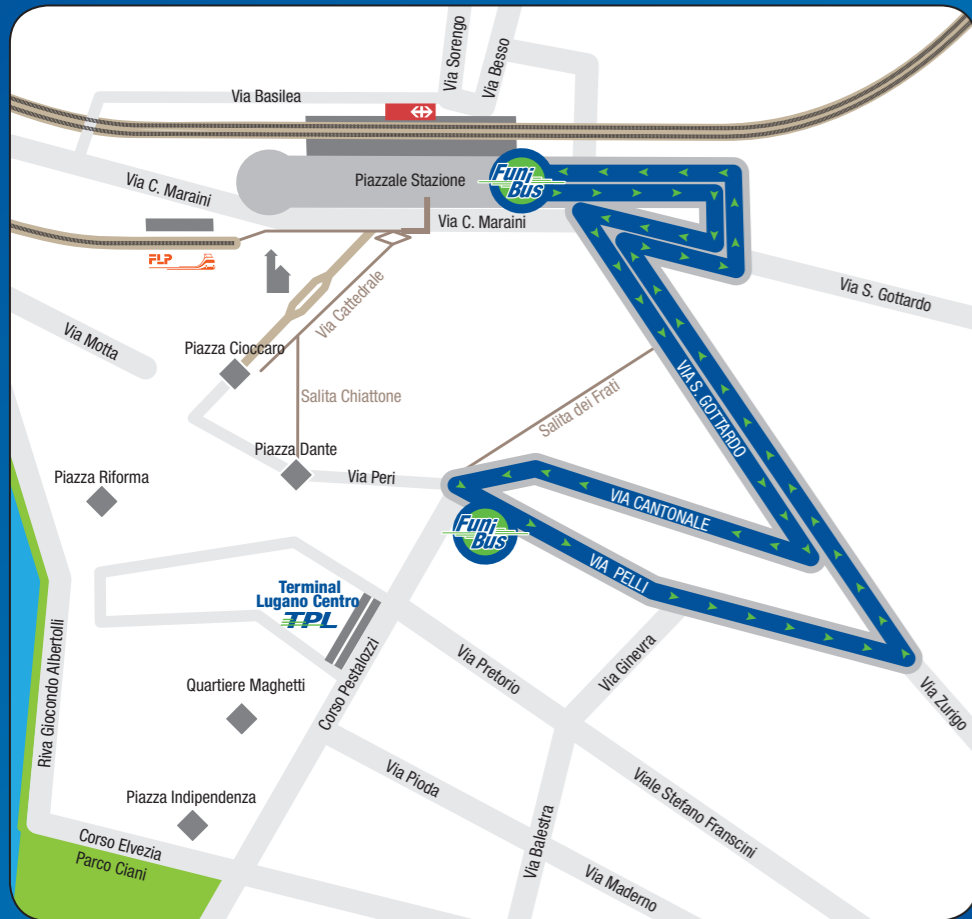 Via Sorengo
Via Besso
Via Basilea
Via C. Maraini
Piazzale Stazione
Funi
Bus
Via C. Maraini
FLP
Via S. Gottardo
Via Motta
Via Cattedrale
Piazza Cioccaro
Salita Chiattone
Salita dei Frati
VIA S. GOTTARDO
Piazza Dante
Via Peri
Piazza Riforma
VIA CANTONALE
Funi
Bus
VIA PELLI
Terminal
Lugano Centro
TPL
Riva Giocondo Albertolli
Corso Pestalozzi
Via Pretorio
Via Ginevra
Via Zurigo
Quartiere Maghetti
Via Pioda
Viale Stefano Franscini
Piazza Indipendenza
Via Balestra
Corso Elvezia
Parco Ciani
Via Maderno